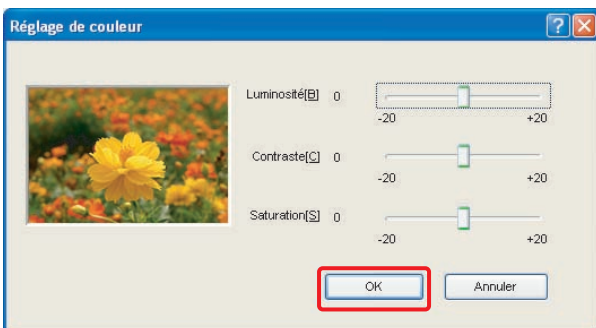 Réglage de couleur
Luminosité[B] 0
-20 +20
Contraste[C] 0
-20 +20
Saturation[S] 0
-20 +20
OK Annuler